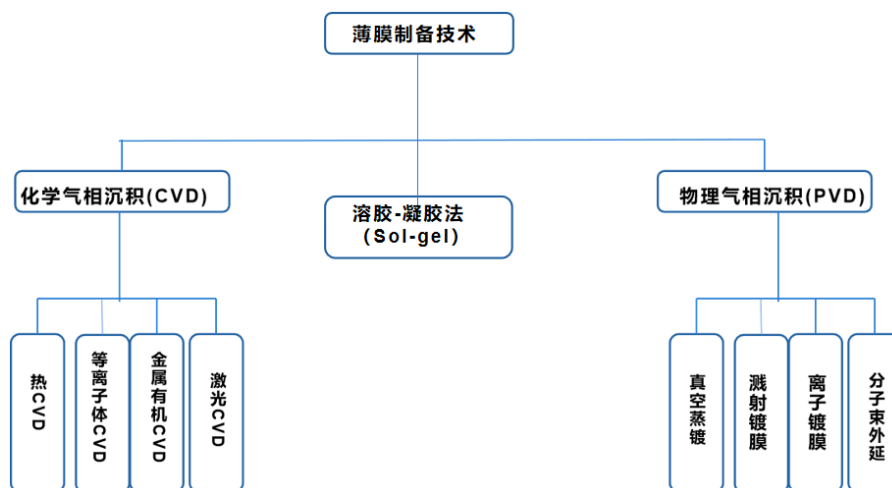 薄膜制备技术
化学气相沉积(CVD)
溶胶-凝胶法
（Sol-gel）
物理气相沉积(PVD)
热CVD
等离子体CVD
金属有机CVD
激光CVD
真空蒸镀
溅射镀膜
离子镀膜
分子束外延